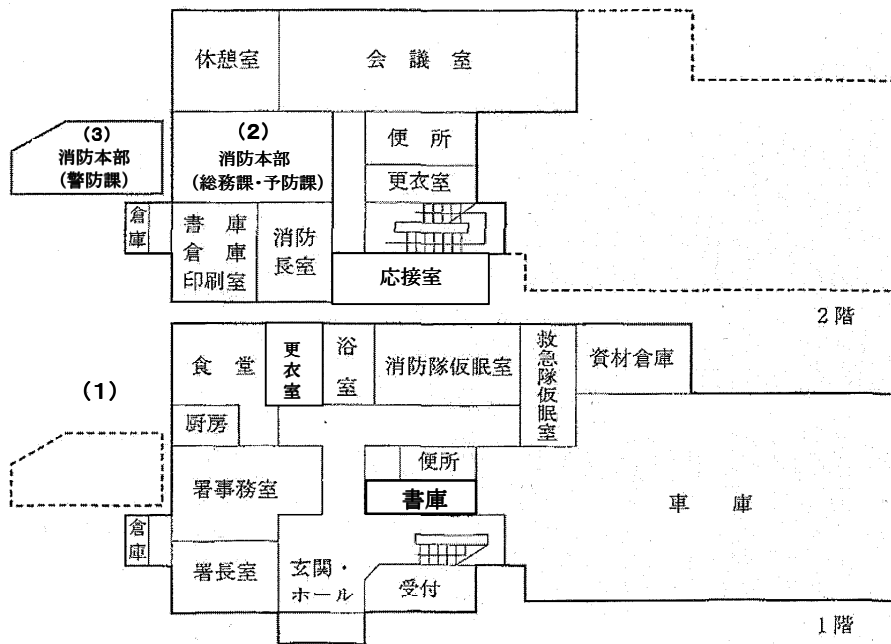 休憩室
会議室
(3)
消防本部
(警防課)
(2)
消防本部
(総務課・予防課)
便所
更衣室
倉庫
書庫
倉庫
印刷室
消防
長室
応接室
2階
(1)
食堂
更衣室
浴室
消防隊仮眠室
救急隊仮眠室
資材倉庫
厨房
署事務室
便所
書庫
車庫
倉庫
署長室
玄関・
ホール
受付
1階